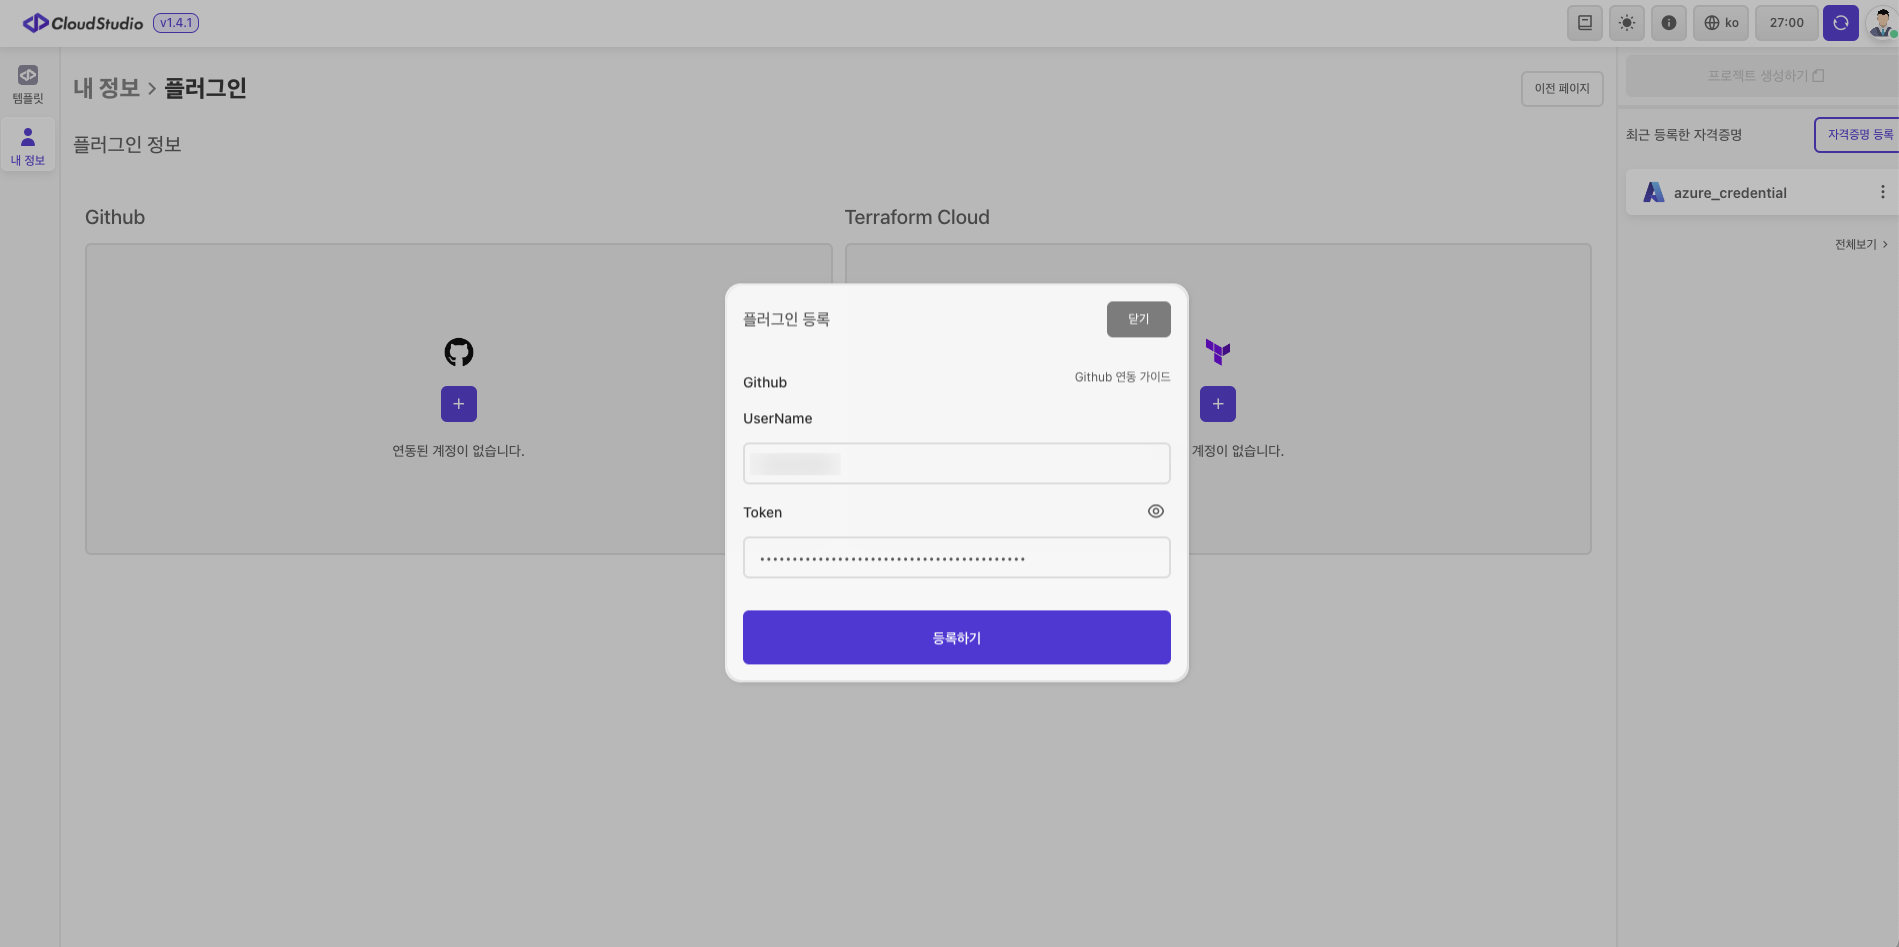 CloudStudio v1.4.1
ko
27:00
템플릿
내 정보
내 정보 > 플러그인
이전 페이지
플러그인 정보
Github
Terraform Cloud
연동된 계정이 없습니다.
계정이 없습니다.
플러그인 등록
닫기
Github
Github 연동 가이드
UserName
Token
등록하기
프로젝트 생성하기
최근 등록한 자격증명
자격증명 등록
azure_credential
전체보기 >